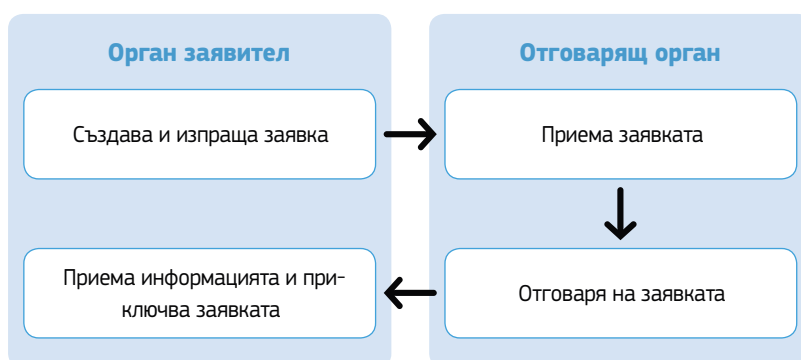 Орган заявител
Отговарящ орган
Създава и изпраща заявка
Приема заявката
Приема информацията и при-
ключва заявката
Отговаря на заявката